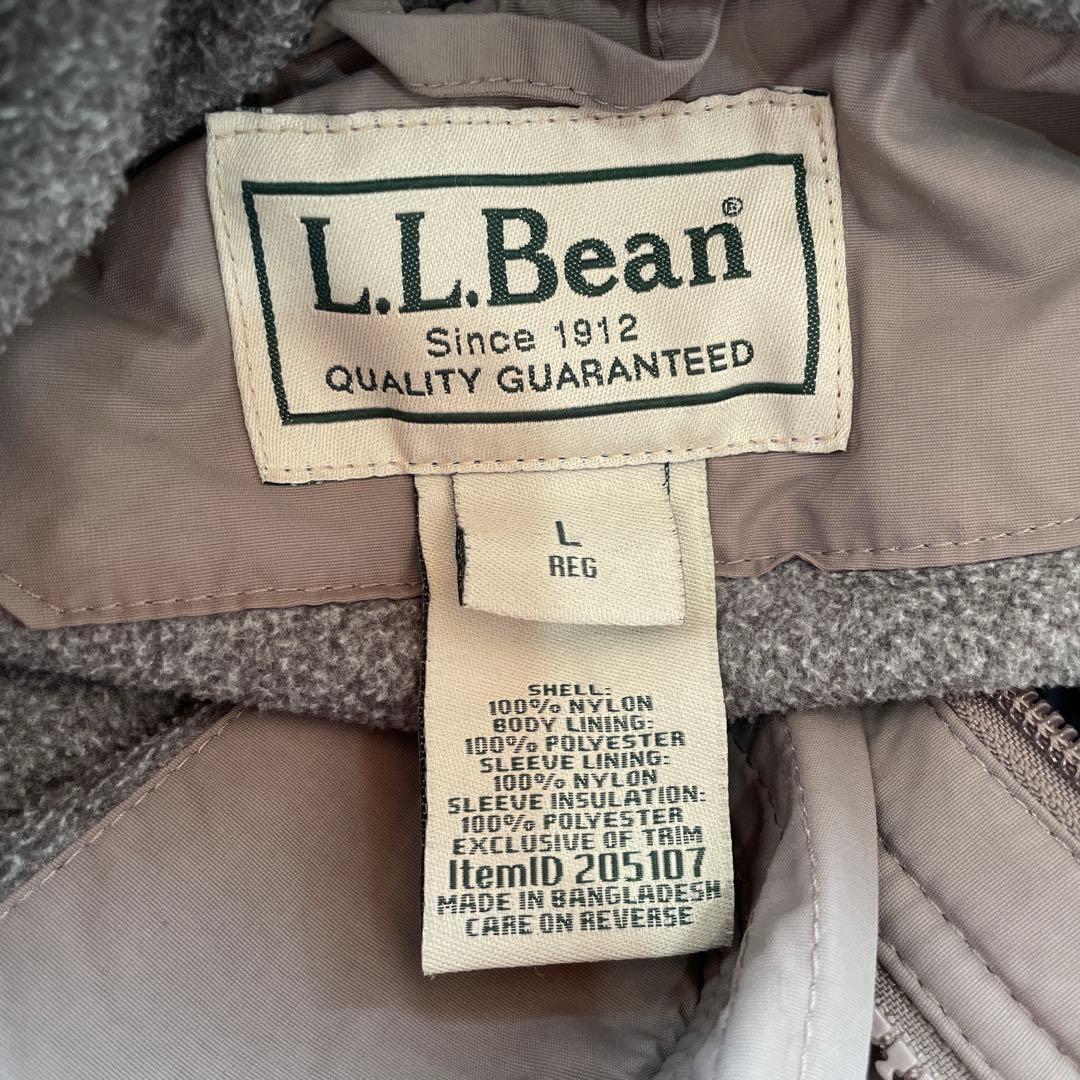 L.L.Bean®
Since 1912
QUALITY GUARANTEED
L
REG
SHELL:
100% NYLON
BODY LINING:
100% POLYESTER
SLEEVE LINING:
100% NYLON
SLEEVE INSULATION:
100% POLYESTER
EXCLUSIVE OF TRIM
ItemID 205107
MADE IN BANGLADESH
CARE ON REVERSE